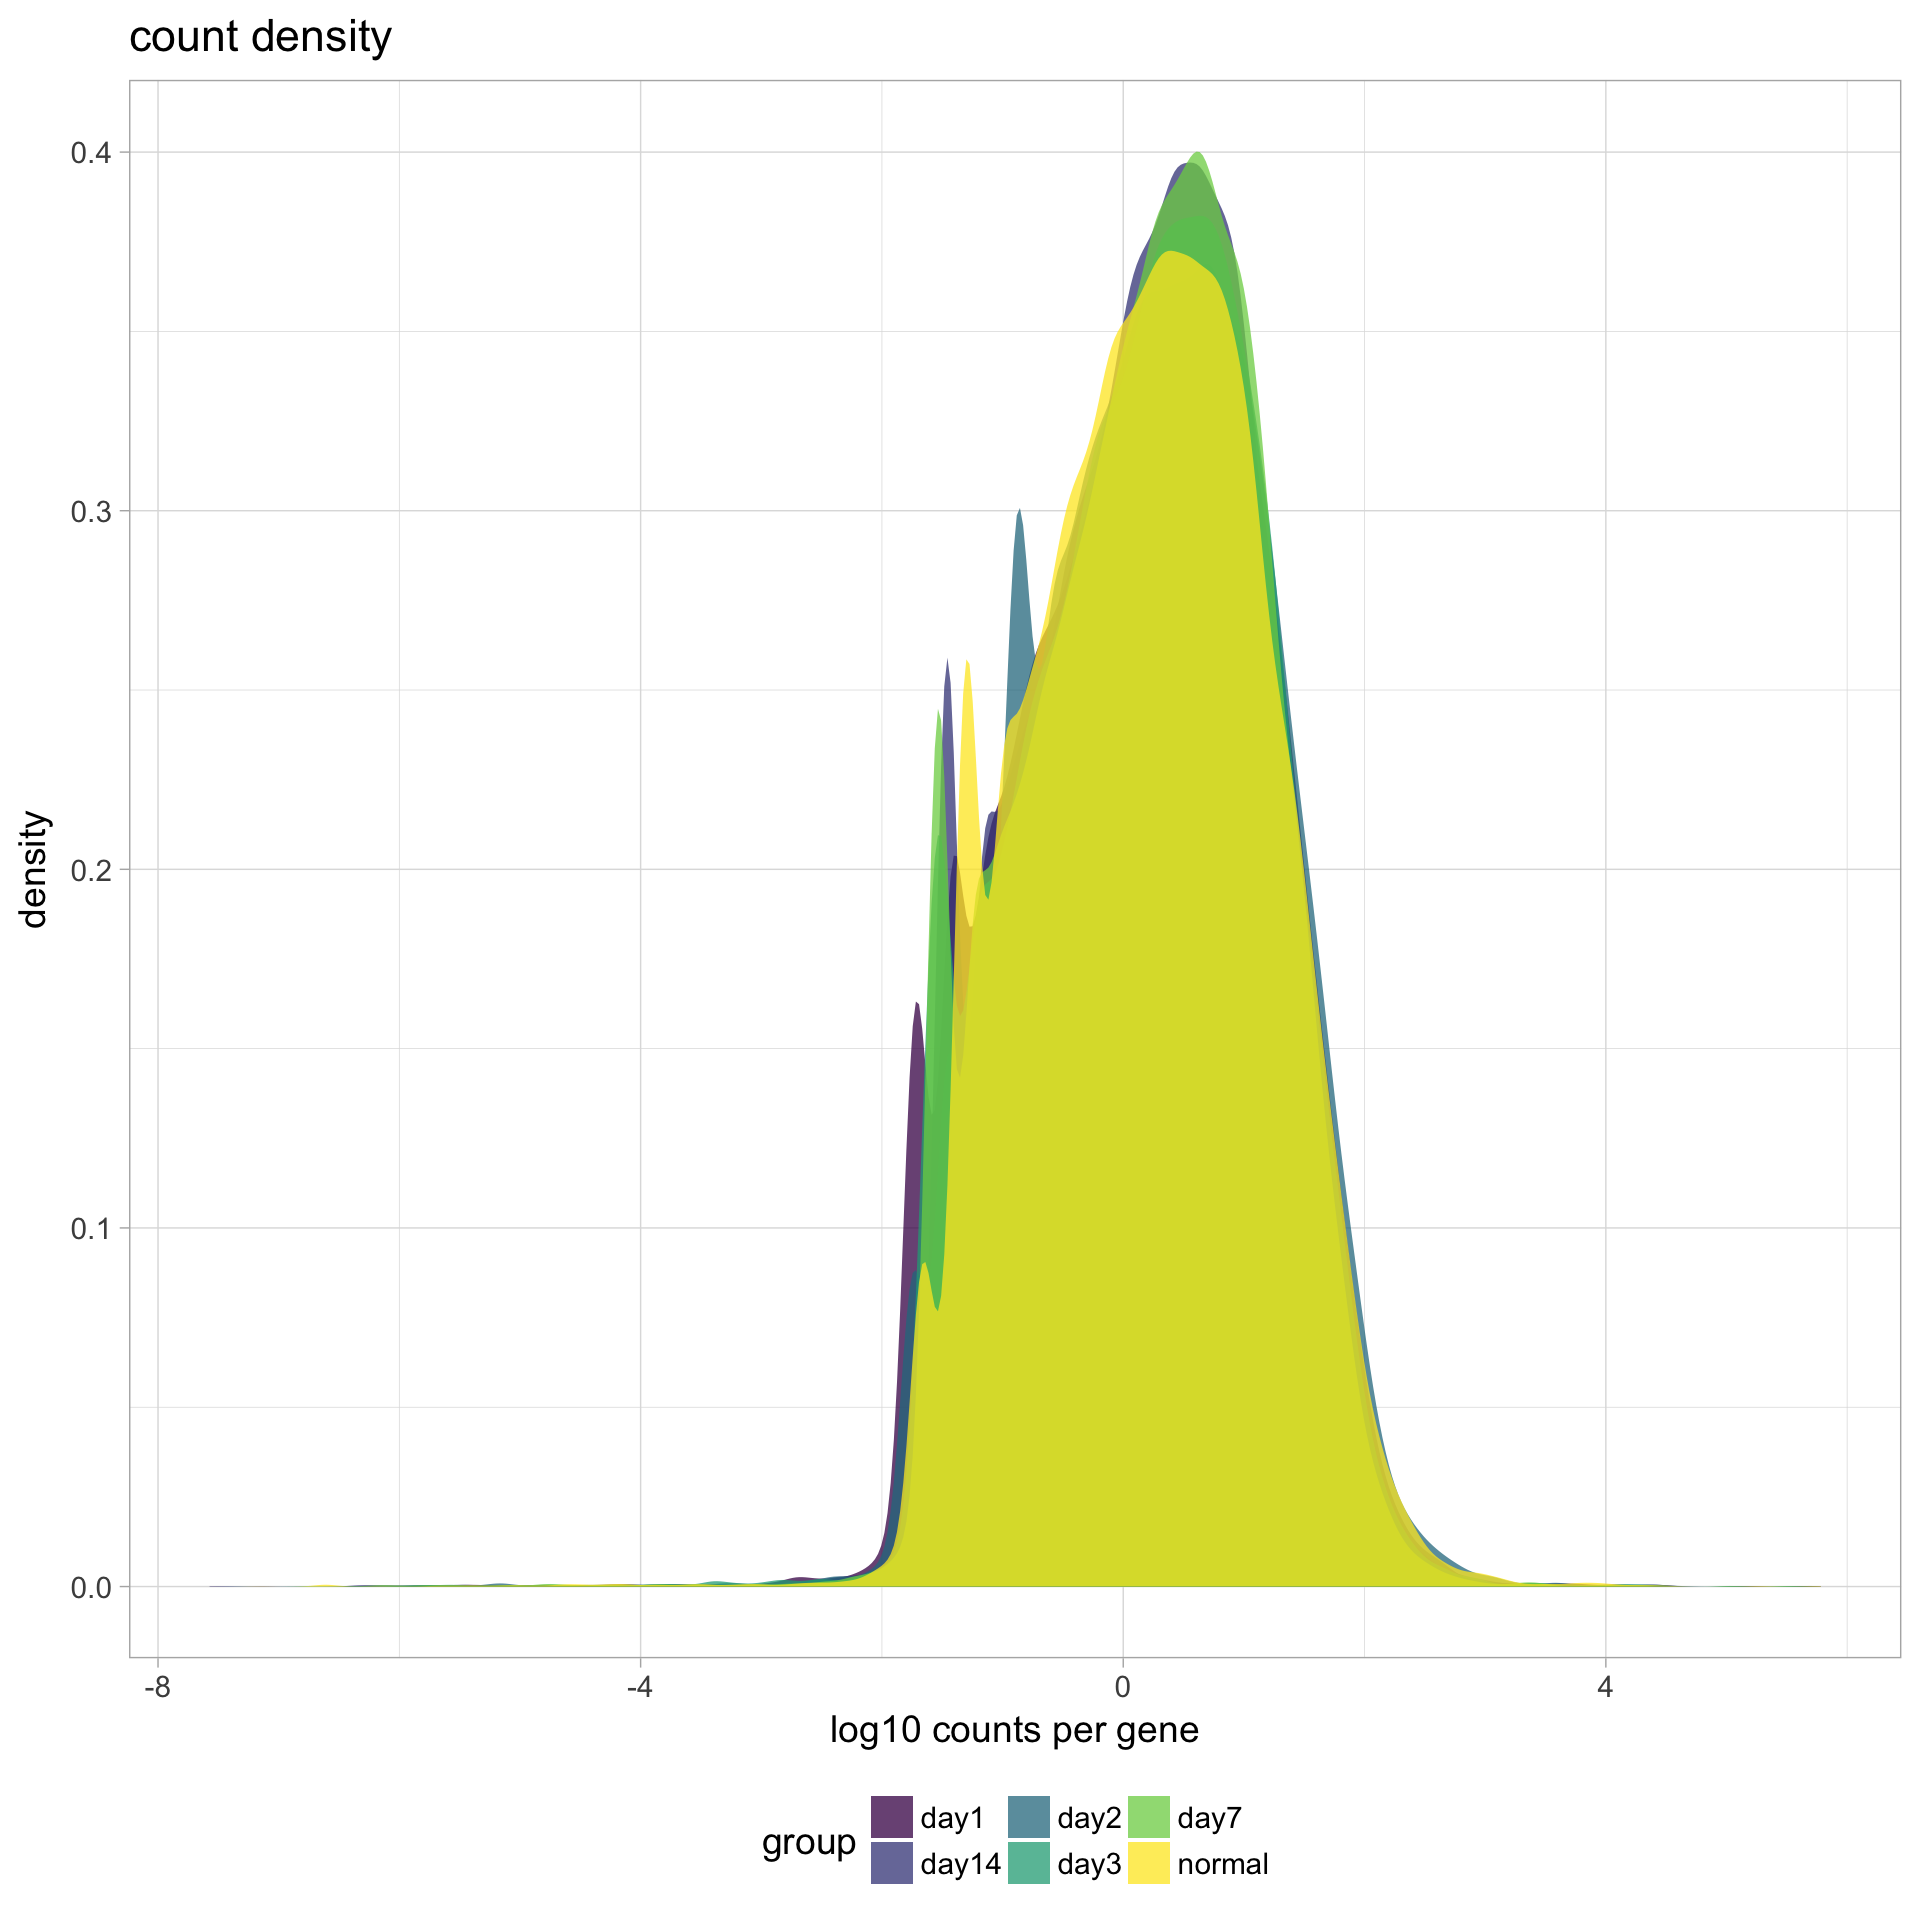 count density
0.4
0.3
0.2
0.1
0.0
density
-8 -4 0 4
log10 counts per gene
group
day1 day2 day7
day14 day3 normal